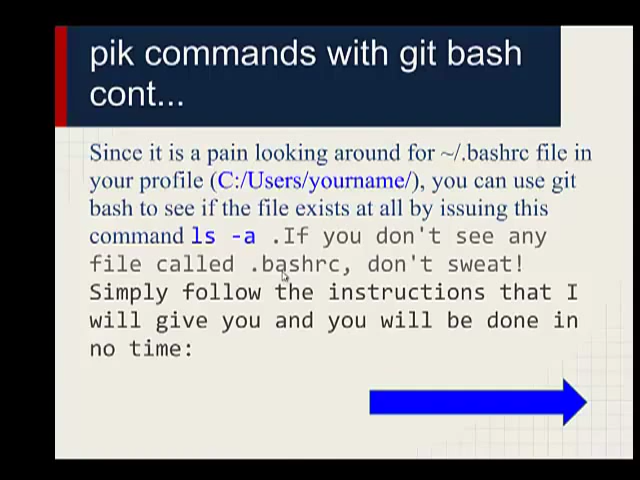 pik commands with git bash
cont...
Since it is a pain looking around for ~/.bashrc file in
your profile (C:/Users/yourname/), you can use git
bash to see if the file exists at all by issuing this
command ls -a .If you don't see any
file called .bashrc, don't sweat!
Simply follow the instructions that I
will give you and you will be done in
no time: